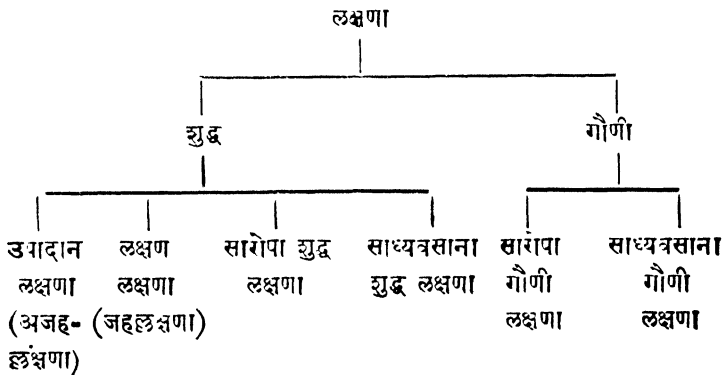 लक्षणा
शुद्ध गौणी
उपादान लक्षण सारोपा शुद्ध साध्यवसाना सारोपा साध्यवसाना
लक्षणा लक्षणा लक्षणा शुद्ध लक्षणा गौणी गौणी
(अजह- (जहल्लक्षणा) लक्षणा लक्षणा
ल्लक्षणा)